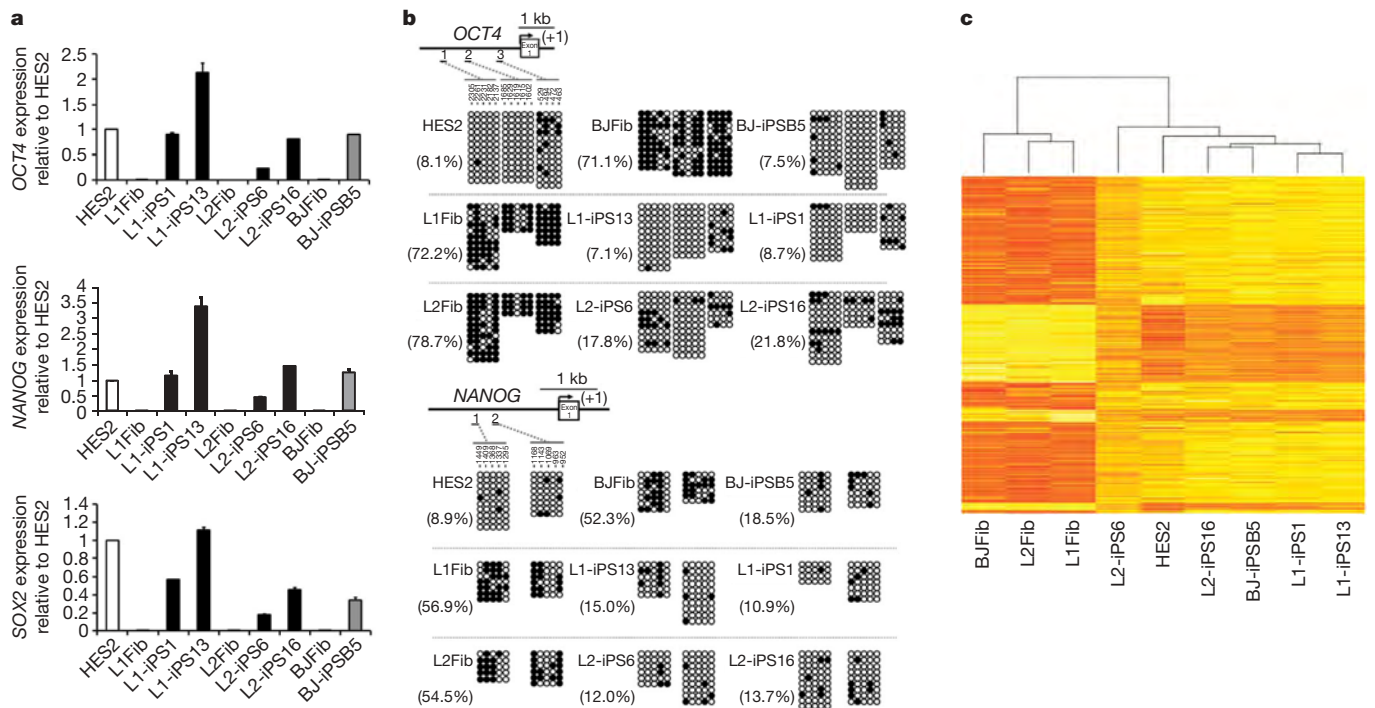 a
OCT4 expression
relative to HES2
2.5
2
1.5
1
0.5
0
HES2
L1Fib
L1-iPS1
L1-iPS13
L2Fib
L2-iPS6
L2-iPS16
BJFib
BJ-iPSB5
NANOG expression
relative to HES2
4
3.5
3
2.5
2
1.5
1
0.5
0
HES2
L1Fib
L1-iPS1
L1-iPS13
L2Fib
L2-iPS6
L2-iPS16
BJFib
BJ-iPSB5
SOX2 expression
relative to HES2
1.4
1.2
1
0.8
0.6
0.4
0.2
0
HES2
L1Fib
L1-iPS1
L1-iPS13
L2Fib
L2-iPS6
L2-iPS16
BJFib
BJ-iPSB5
b
1 kb
OCT4
(+1)
Exon
1
1 2 3
HES2
(8.1%)
BJFib
(71.1%)
BJ-iPSB5
(7.5%)
L1Fib
(72.2%)
L1-iPS13
(7.1%)
L1-iPS1
(8.7%)
L2Fib
(78.7%)
L2-iPS6
(17.8%)
L2-iPS16
(21.8%)
1 kb
NANOG
(+1)
Exon
1
1 2
HES2
(8.9%)
BJFib
(52.3%)
BJ-iPSB5
(18.5%)
L1Fib
(56.9%)
L1-iPS13
(15.0%)
L1-iPS1
(10.9%)
L2Fib
(54.5%)
L2-iPS6
(12.0%)
L2-iPS16
(13.7%)
c
BJFib
L2Fib
L1Fib
L2-iPS6
HES2
L2-iPS16
BJ-iPSB5
L1-iPS1
L1-iPS13